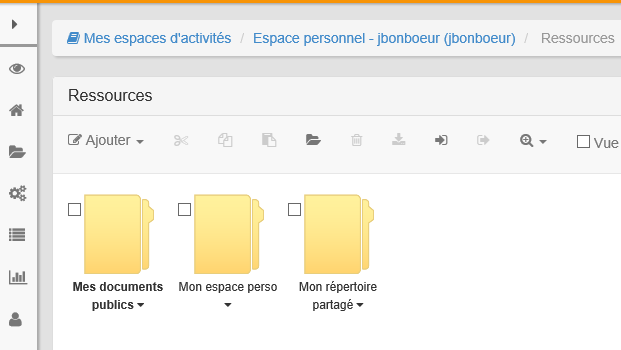 Mes espaces d'activités / Espace personnel - jbonboeur (jbonboeur) / Ressources
Ressources
Ajouter Vue
Mes documents publics
Mon espace perso
Mon répertoire partagé